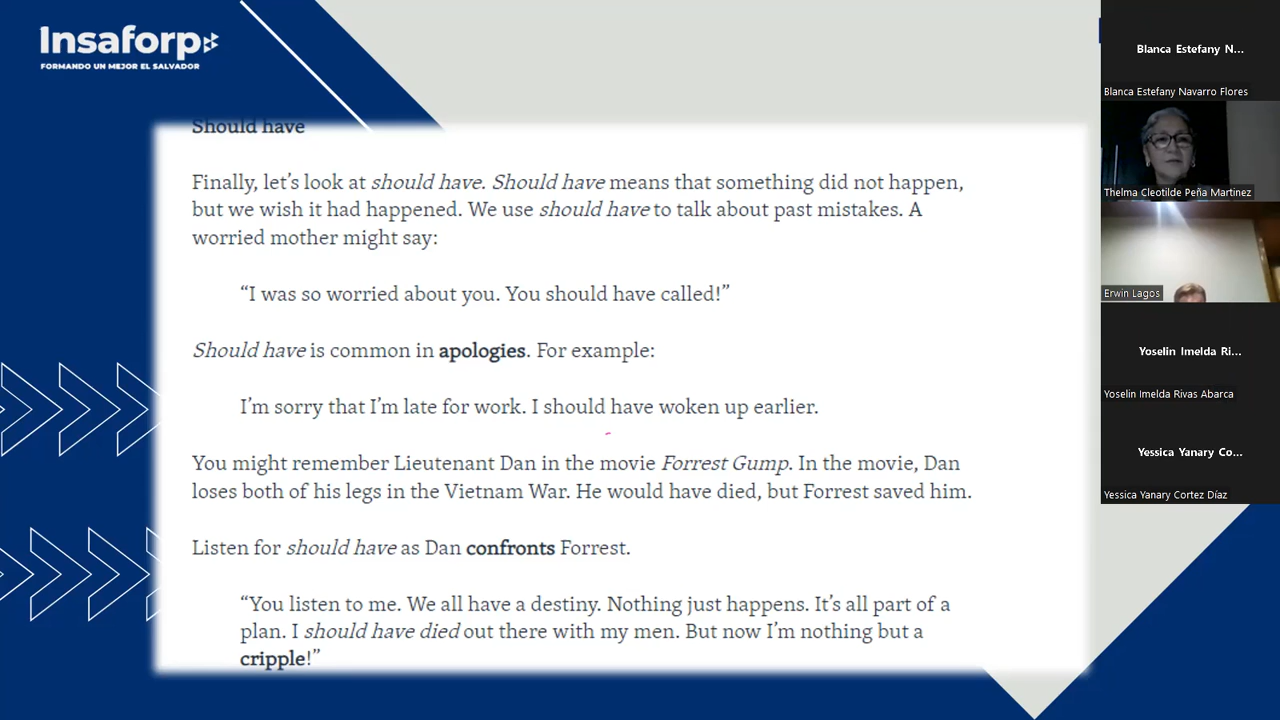 Insaforp
FORMANDO UN MEJOR EL SALVADOR
Should have
Finally, let’s look at should have. Should have means that something did not happen,
but we wish it had happened. We use should have to talk about past mistakes. A
worried mother might say:
“I was so worried about you. You should have called!”
Should have is common in apologies. For example:
I’m sorry that I’m late for work. I should have woken up earlier.
You might remember Lieutenant Dan in the movie Forrest Gump. In the movie, Dan
loses both of his legs in the Vietnam War. He would have died, but Forrest saved him.
Listen for should have as Dan confronts Forrest.
“You listen to me. We all have a destiny. Nothing just happens. It’s all part of a
plan. I should have died out there with my men. But now I’m nothing but a
cripple!”
Blanca Estefany N...
Blanca Estefany Navarro Flores
Thelma Cleotilde Peña Martinez
Erwin Lagos
Yoselin Imelda Ri...
Yoselin Imelda Rivas Abarca
Yessica Yanary Co...
Yessica Yanary Cortez Díaz